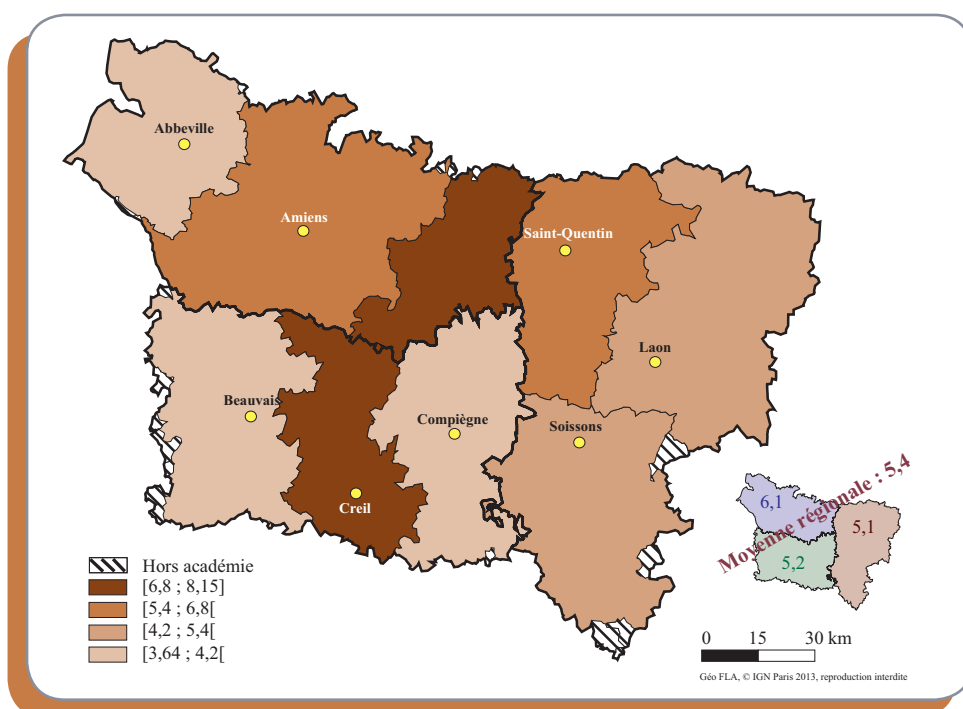 Abbeville
Amiens
Saint-Quentin
Laon
Beauvais
Compiègne
Soissons
Creil
Hors académie
[6,8 ; 8,15]
[5,4 ; 6,8[
[4,2 ; 5,4[
[3,64 ; 4,2[
Moyenne régionale : 5,4
6,1
5,1
5,2
0 15 30 km
Géo FLA, © IGN Paris 2013, reproduction interdite